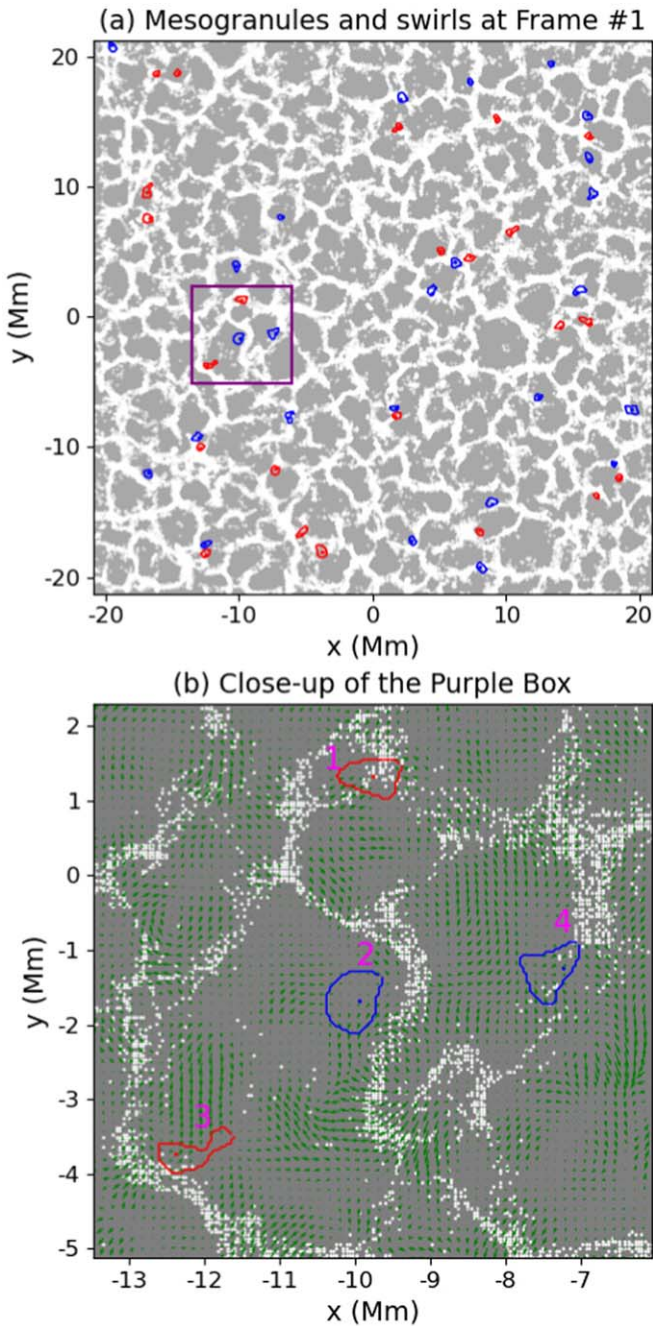 (a) Mesogranules and swirls at Frame #1
20
10
0
-10
-20
y (Mm)
-20 -10 0 10 20
x (Mm)
(b) Close-up of the Purple Box
2
1
0
-1
-2
-3
-4
-5
y (Mm)
1
4
2
3
-13 -12 -11 -10 -9 -8 -7
x (Mm)